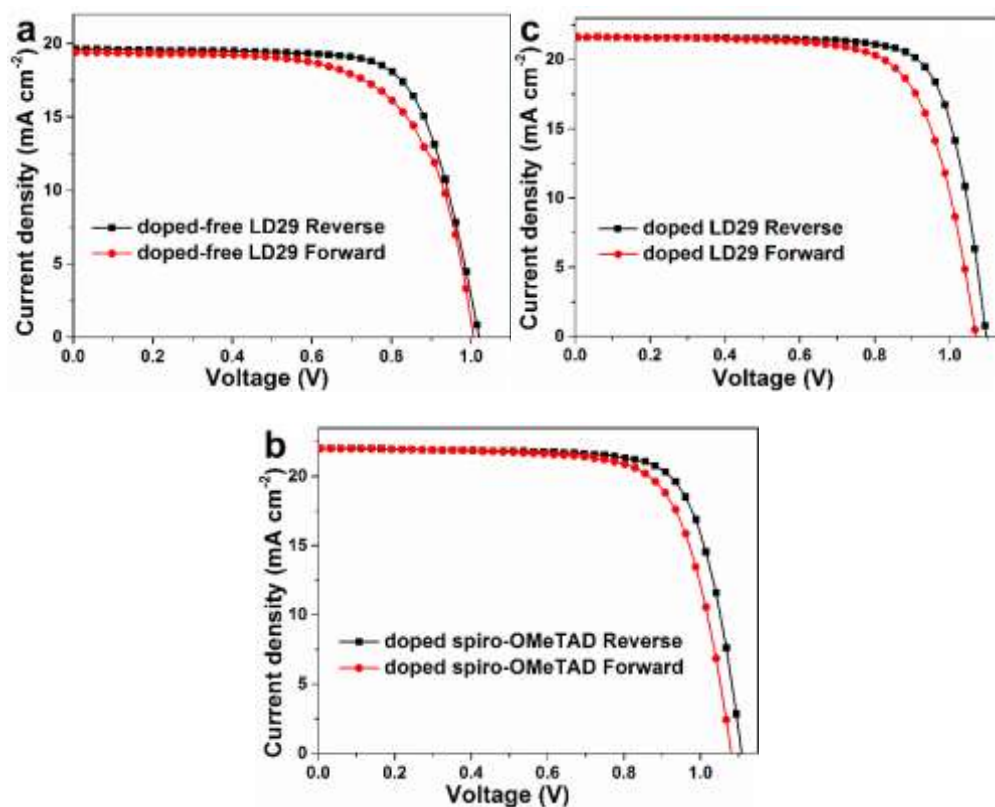 a
Current density (mA cm⁻²)
20
15
10
5
0
doped-free LD29 Reverse
doped-free LD29 Forward
0.0 0.2 0.4 0.6 0.8 1.0
Voltage (V)
c
Current density (mA cm⁻²)
20
15
10
5
0
doped LD29 Reverse
doped LD29 Forward
0.0 0.2 0.4 0.6 0.8 1.0
Voltage (V)
b
Current density (mA cm⁻²)
20
15
10
5
0
doped spiro-OMeTAD Reverse
doped spiro-OMeTAD Forward
0.0 0.2 0.4 0.6 0.8 1.0
Voltage (V)